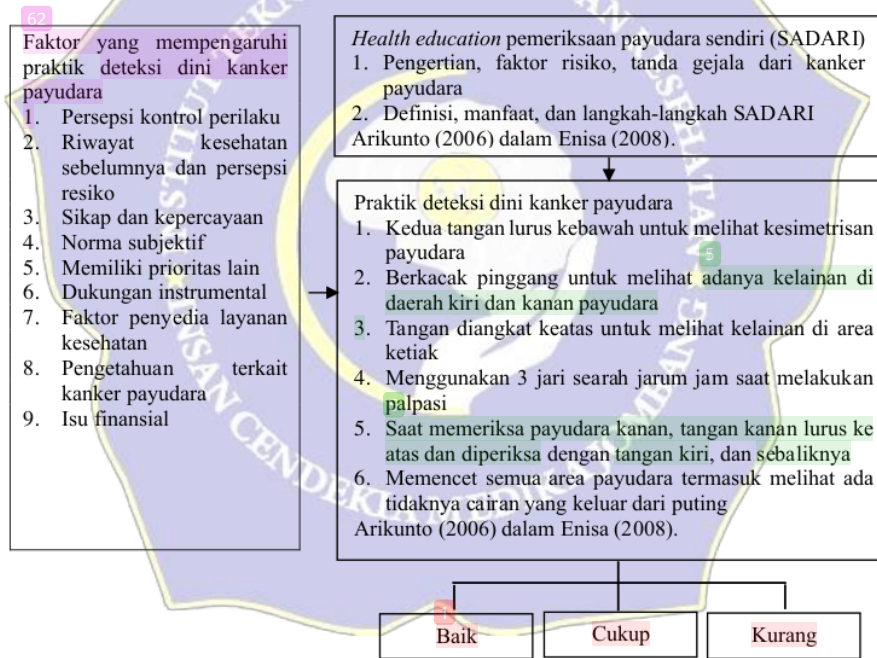 62
Faktor yang mempengaruhi
praktik deteksi dini kanker
payudara
1. Persepsi kontrol perilaku
2. Riwayat kesehatan
sebelumnya dan persepsi
resiko
3. Sikap dan kepercayaan
4. Norma subjektif
5. Memiliki prioritas lain
6. Dukungan instrumental
7. Faktor penyedia layanan
kesehatan
8. Pengetahuan terkait
kanker payudara
9. Isu finansial
Health education pemeriksaan payudara sendiri (SADARI)
1. Pengertian, faktor risiko, tanda gejala dari kanker
payudara
2. Definisi, manfaat, dan langkah-langkah SADARI
Arikunto (2006) dalam Enisa (2008).
Praktik deteksi dini kanker payudara
1. Kedua tangan lurus kebawah untuk melihat kesimetrisan
payudara
5
2. Berkacak pinggang untuk melihat adanya kelainan di
daerah kiri dan kanan payudara
3. Tangan diangkat keatas untuk melihat kelainan di area
ketiak
4. Menggunakan 3 jari searah jarum jam saat melakukan
palpasi
5. Saat memeriksa payudara kanan, tangan kanan lurus ke
atas dan diperiksa dengan tangan kiri, dan sebaliknya
6. Memencet semua area payudara termasuk melihat ada
tidaknya cairan yang keluar dari puting
Arikunto (2006) dalam Enisa (2008).
1
Baik
Cukup
Kurang
INSAN CENDEKIA MEDIKA JOMBANG